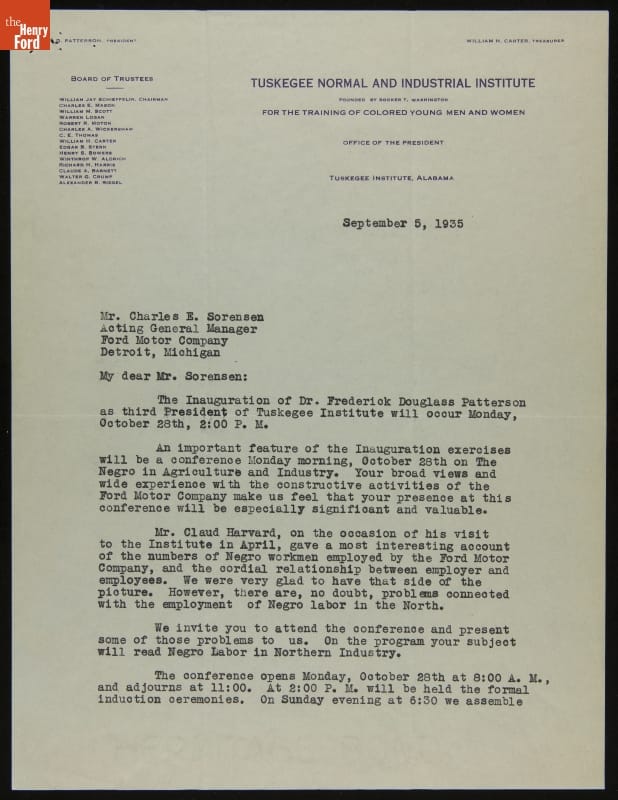 the
Henry
Ford
D. PATTERSON, PRESIDENT
WILLIAM H. CARTER, TREASURER
BOARD OF TRUSTEES
WILLIAM JAY SCHIEFFELIN, CHAIRMAN
CHARLES E. MASON
WILLIAM M. SCOTT
WARREN LOGAN
ROBERT R. MOTON
CHARLES A. WICKERSHAM
C. E. THOMAS
WILLIAM H. CARTER
EDGAR B. STERN
HENRY S. BOWERS
WINTHROP W. ALDRICH
RICHARD H. HARRIS
CLAUDE A. BARNETT
WALTER G. CRUMP
ALEXANDER B. SIEGEL
TUSKEGEE NORMAL AND INDUSTRIAL INSTITUTE
FOUNDED BY BOOKER T. WASHINGTON
FOR THE TRAINING OF COLORED YOUNG MEN AND WOMEN
OFFICE OF THE PRESIDENT
TUSKEGEE INSTITUTE, ALABAMA
September 5, 1935
Mr. Charles E. Sorensen
Acting General Manager
Ford Motor Company
Detroit, Michigan
My dear Mr. Sorensen:
The Inauguration of Dr. Frederick Douglass Patterson
as third President of Tuskegee Institute will occur Monday,
October 28th, 2:00 P. M.
An important feature of the Inauguration exercises
will be a conference Monday morning, October 28th on The
Negro in Agriculture and Industry. Your broad views and
wide experience with the constructive activities of the
Ford Motor Company make us feel that your presence at this
conference will be especially significant and valuable.
Mr. Claud Harvard, on the occasion of his visit
to the Institute in April, gave a most interesting account
of the numbers of Negro workmen employed by the Ford Motor
Company, and the cordial relationship between employer and
employees. We were very glad to have that side of the
picture. However, there are, no doubt, problems connected
with the employment of Negro labor in the North.
We invite you to attend the conference and present
some of those problems to us. On the program your subject
will read Negro Labor in Northern Industry.
The conference opens Monday, October 28th at 8:00 A. M.,
and adjourns at 11:00. At 2:00 P. M. will be held the formal
induction ceremonies. On Sunday evening at 6:30 we assemble